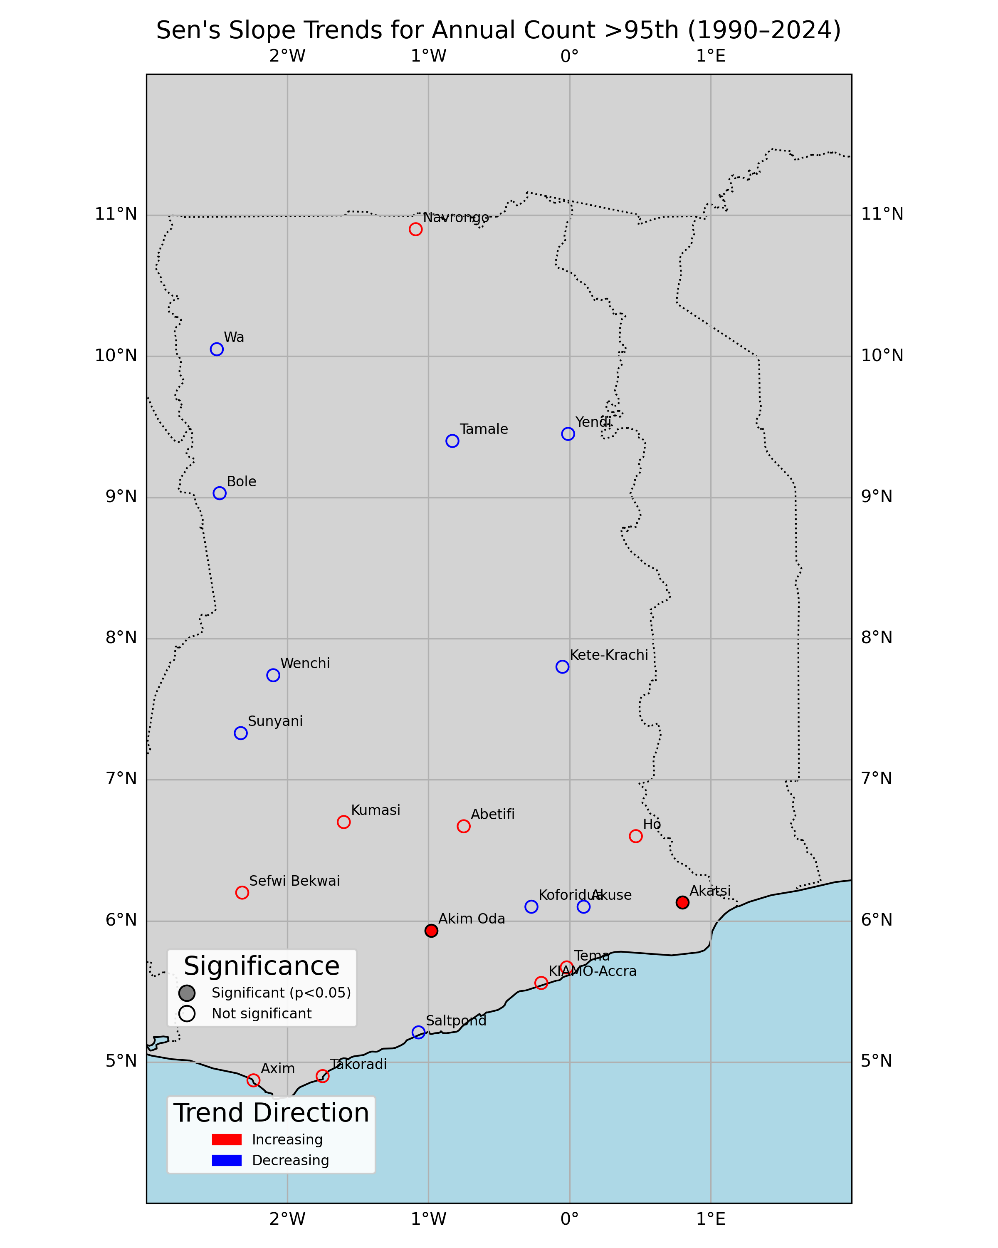 Sen's Slope Trends for Annual Count >95th (1990–2024)
2°W 1°W 0° 1°E
11°N 11°N
Navrongo
Wa
10°N 10°N
Tamale Yendi
Bole
9°N 9°N
8°N 8°N
Wenchi Kete-Krachi
Sunyani
7°N 7°N
Kumasi Abetifi
Ho
Sefwi Bekwai Koforidua Akuse Akatsi
Akim Oda
6°N 6°N
Tema
KIAMO-Accra
Significance
Significant (p<0.05)
Not significant
Saltpond
5°N 5°N
Axim Takoradi
Trend Direction
Increasing
Decreasing
2°W 1°W 0° 1°E